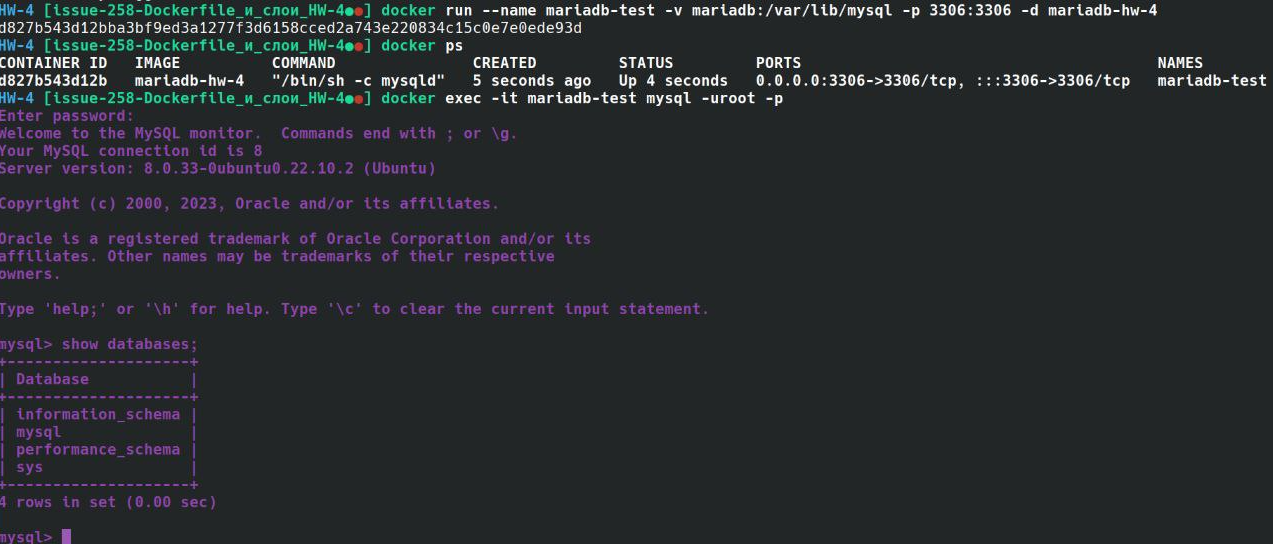 HW-4 [issue-258-Dockerfile_и_слои_HW-4●●] docker run --name mariadb-test -v mariadb:/var/lib/mysql -p 3306:3306 -d mariadb-hw-4
d827b543d12bba3bf9ed3a1277f3d6158cced2a743e220834c15c0e7e0ede93d
HW-4 [issue-258-Dockerfile_и_слои_HW-4●●] docker ps
CONTAINER ID   IMAGE          COMMAND               CREATED         STATUS         PORTS                                       NAMES
d827b543d12b   mariadb-hw-4   "/bin/sh -c mysqld"   5 seconds ago   Up 4 seconds   0.0.0.0:3306->3306/tcp, :::3306->3306/tcp   mariadb-test
HW-4 [issue-258-Dockerfile_и_слои_HW-4●●] docker exec -it mariadb-test mysql -uroot -p
Enter password:
Welcome to the MySQL monitor.  Commands end with ; or \g.
Your MySQL connection id is 8
Server version: 8.0.33-0ubuntu0.22.10.2 (Ubuntu)
Copyright (c) 2000, 2023, Oracle and/or its affiliates.
Oracle is a registered trademark of Oracle Corporation and/or its
affiliates. Other names may be trademarks of their respective
owners.
Type 'help;' or '\h' for help. Type '\c' to clear the current input statement.
mysql> show databases;
+--------------------+
| Database           |
+--------------------+
| information_schema |
| mysql              |
| performance_schema |
| sys                |
+--------------------+
4 rows in set (0.00 sec)
mysql>